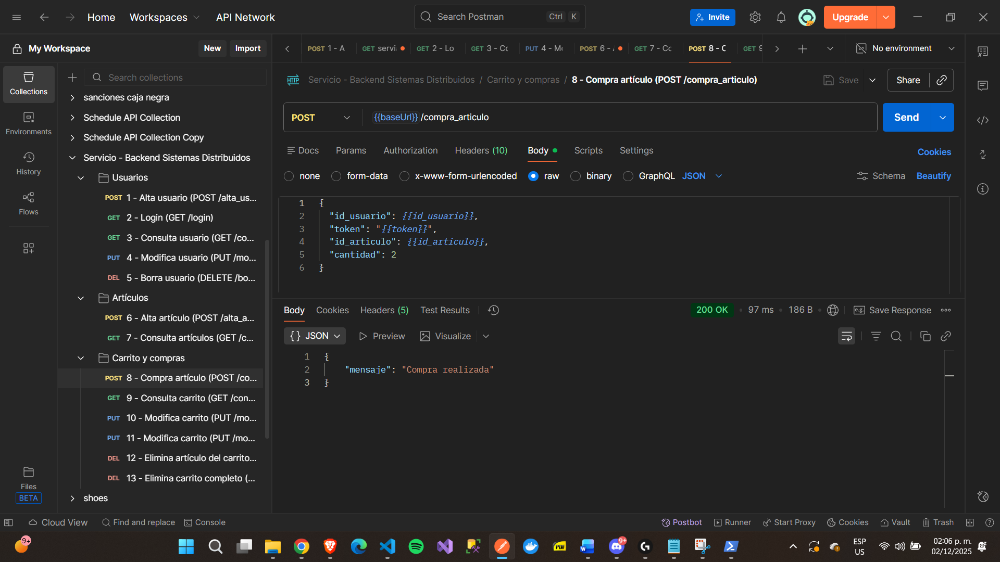 Home
Workspaces
API Network
Search Postman
Ctrl
K
Invite
Upgrade
My Workspace
New
Import
POST 1 - A
GET servi
GET 2 - Lo
GET 3 - Cc
PUT 4 - Mo
POST 6 -
GET 7 - Co
POST 8 - C
GET 9
No environment
Collections
Environments
History
Flows
Files
BETA
Search collections
sanciones caja negra
Schedule API Collection
Schedule API Collection Copy
Servicio - Backend Sistemas Distribuidos
Usuarios
POST 1 - Alta usuario (POST /alta_us...
GET 2 - Login (GET /login)
GET 3 - Consulta usuario (GET /co...
PUT 4 - Modifica usuario (PUT /mo...
DEL 5 - Borra usuario (DELETE /bo...
Artículos
POST 6 - Alta artículo (POST /alta_a...
GET 7 - Consulta artículos (GET /c...
Carrito y compras
POST 8 - Compra artículo (POST /co...
GET 9 - Consulta carrito (GET /con...
PUT 10 - Modifica carrito (PUT /mo...
PUT 11 - Modifica carrito (PUT /mo...
DEL 12 - Elimina artículo del carrito...
DEL 13 - Elimina carrito completo (...
shoes
HTTP Servicio - Backend Sistemas Distribuidos / Carrito y compras / 8 - Compra artículo (POST /compra_articulo)
Save
Share
POST
{{baseUrl}} /compra_articulo
Send
Docs
Params
Authorization
Headers (10)
Body
Scripts
Settings
Cookies
none
form-data
x-www-form-urlencoded
raw
binary
GraphQL
JSON
Schema
Beautify
1 {
2 "id_usuario": {{id_usuario}},
3 "token": "{{token}}",
4 "id_articulo": {{id_articulo}},
5 "cantidad": 2
6 }
Body
Cookies
Headers (5)
Test Results
200 OK
97 ms
186 B
e.g. Save Response
{} JSON
Preview
Visualize
1 {
2 "mensaje": "Compra realizada"
3 }
Cloud View
Find and replace
Console
Postbot
Runner
Start Proxy
Cookies
Vault
Trash
9+
PDF
9+
ESP
US
02:06 p. m.
02/12/2025